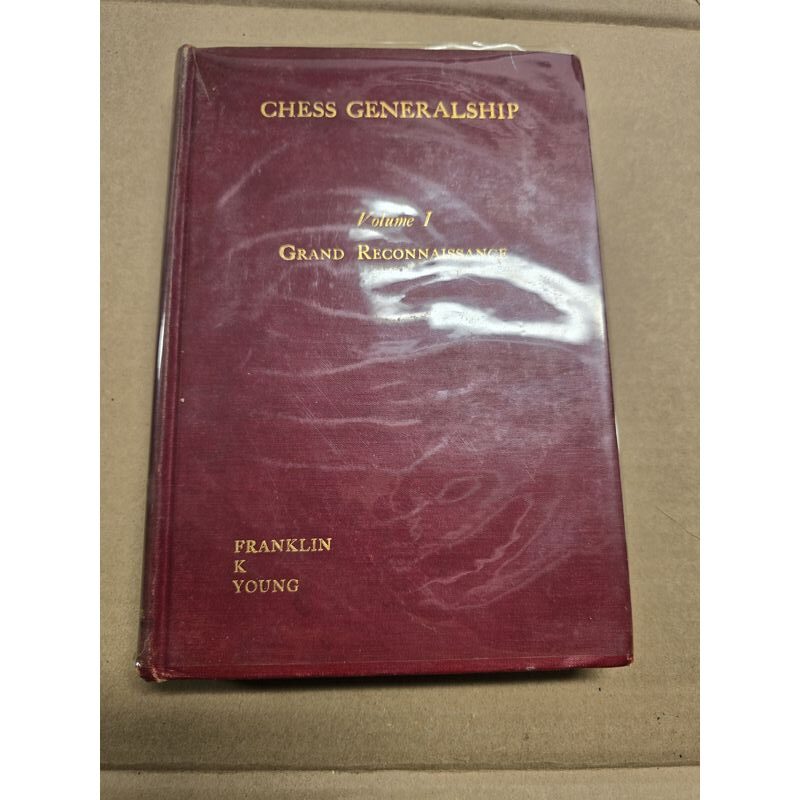 CHESS GENERALSHIP
Volume I
GRAND RECONNAISSANCE
FRANKLIN
K
YOUNG